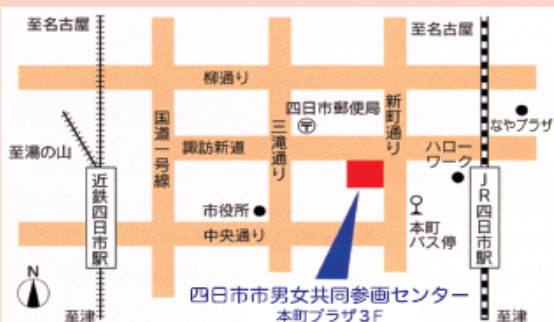 至名古屋
至名古屋
柳通り
四日市郵便局
なやプラザ
国道一号線
三滝通り
新町通り
諏訪新道
ハロー
ワーク
至湯の山
近鉄四日市駅
JR四日市駅
市役所
本町
バス停
中央通り
N
四日市市男女共同参画センター
本町プラザ3F
至津
至津